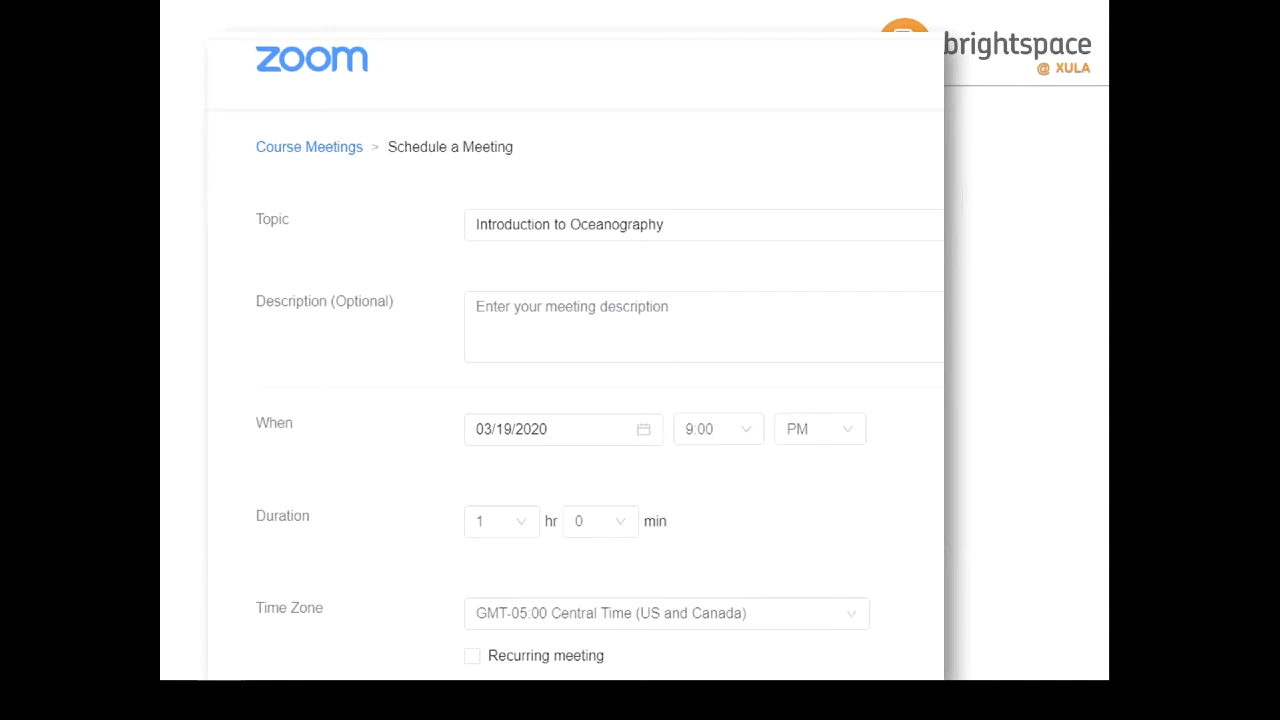 zoom
brightspace
@ XULA
Course Meetings > Schedule a Meeting
Topic
Introduction to Oceanography
Description (Optional)
Enter your meeting description
When
03/19/2020 9:00 PM
Duration
1 hr 0 min
Time Zone
GMT-05:00 Central Time (US and Canada)
Recurring meeting